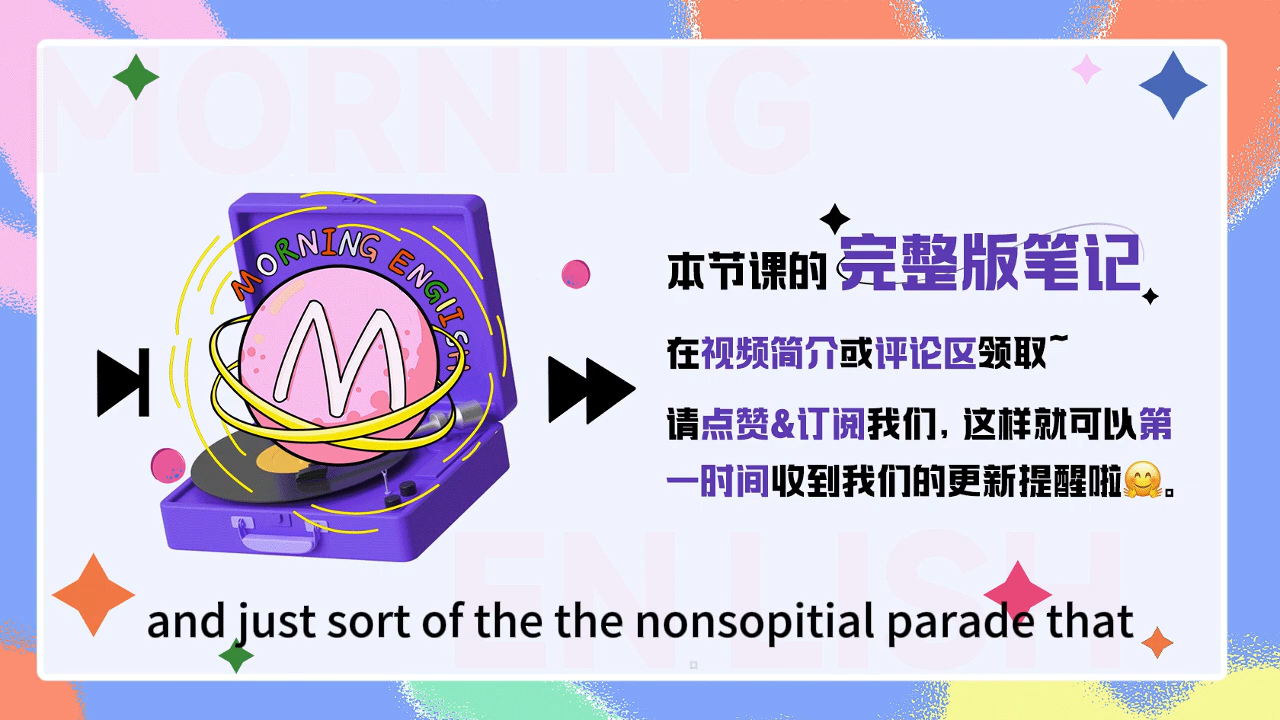 MORNING
MORNING ENGlISH
M
本节课的 完整版笔记
在视频简介或评论区领取~
请点赞&订阅我们, 这样就可以第
一时间收到我们的更新提醒啦🤗。
EN LISH
and just sort of the the nonsopitial parade that